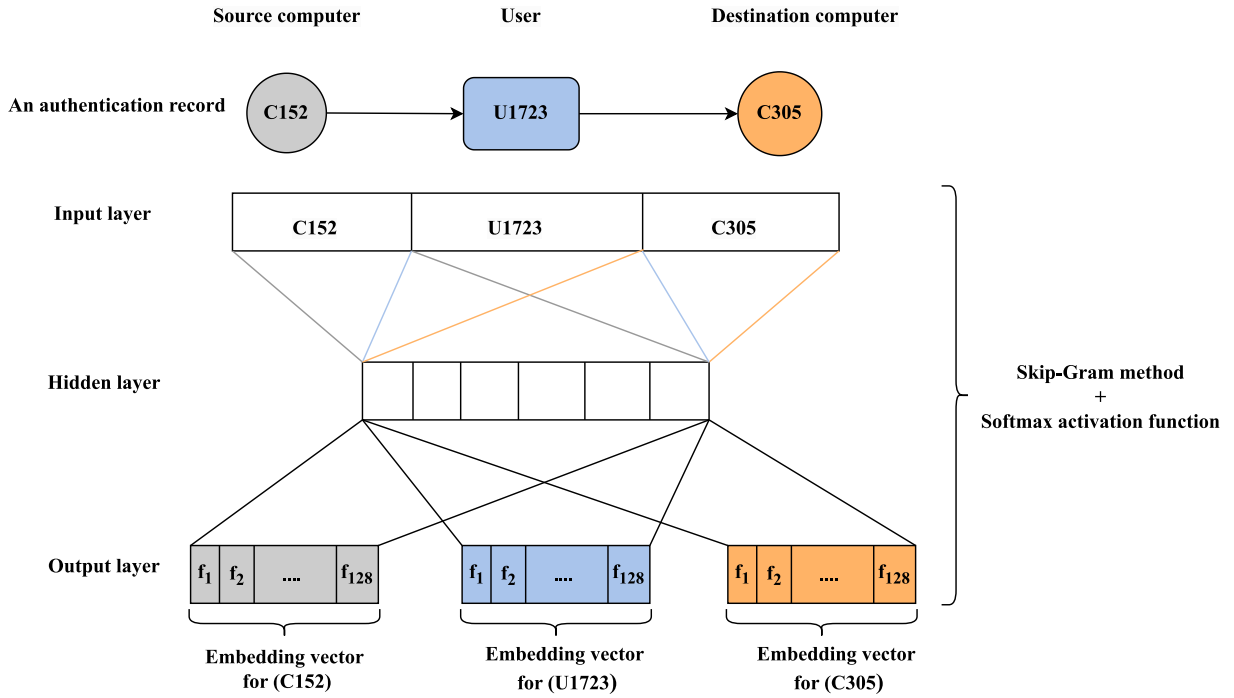 Source computer
User
Destination computer
An authentication record
C152
U1723
C305
Input layer
C152
U1723
C305
Hidden layer
Skip-Gram method
+
Softmax activation function
Output layer
f1 f2 .... f128
f1 f2 .... f128
f1 f2 .... f128
Embedding vector
for (C152)
Embedding vector
for (U1723)
Embedding vector
for (C305)